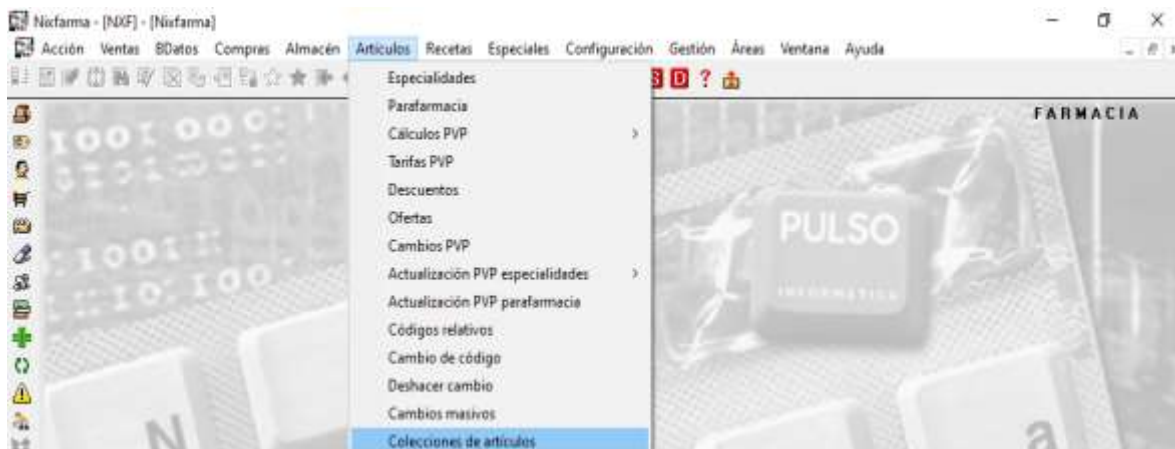 Nixfarma - [NXF] - [Nixfarma]
Acción Ventas BDatos Compras Almacén Artículos Recetas Especiales Configuración Gestión Áreas Ventana Ayuda
S D ?
Especialidades
FARMACIA
Parafarmacia
Cálculos PVP >
Tarifas PVP
Descuentos
Ofertas
PULSO
INFORMATICA
Cambios PVP
Actualización PVP especialidades >
Actualización PVP parafarmacia
Códigos relativos
Cambio de código
Deshacer cambio
Cambios masivos
Colecciones de artículos
N
a